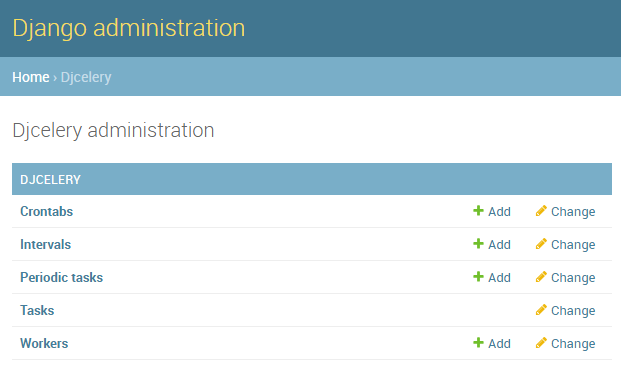 Django administration
Home › Djcelery
Djcelery administration
DJCELERY
Crontabs Add Change
Intervals Add Change
Periodic tasks Add Change
Tasks Change
Workers Add Change